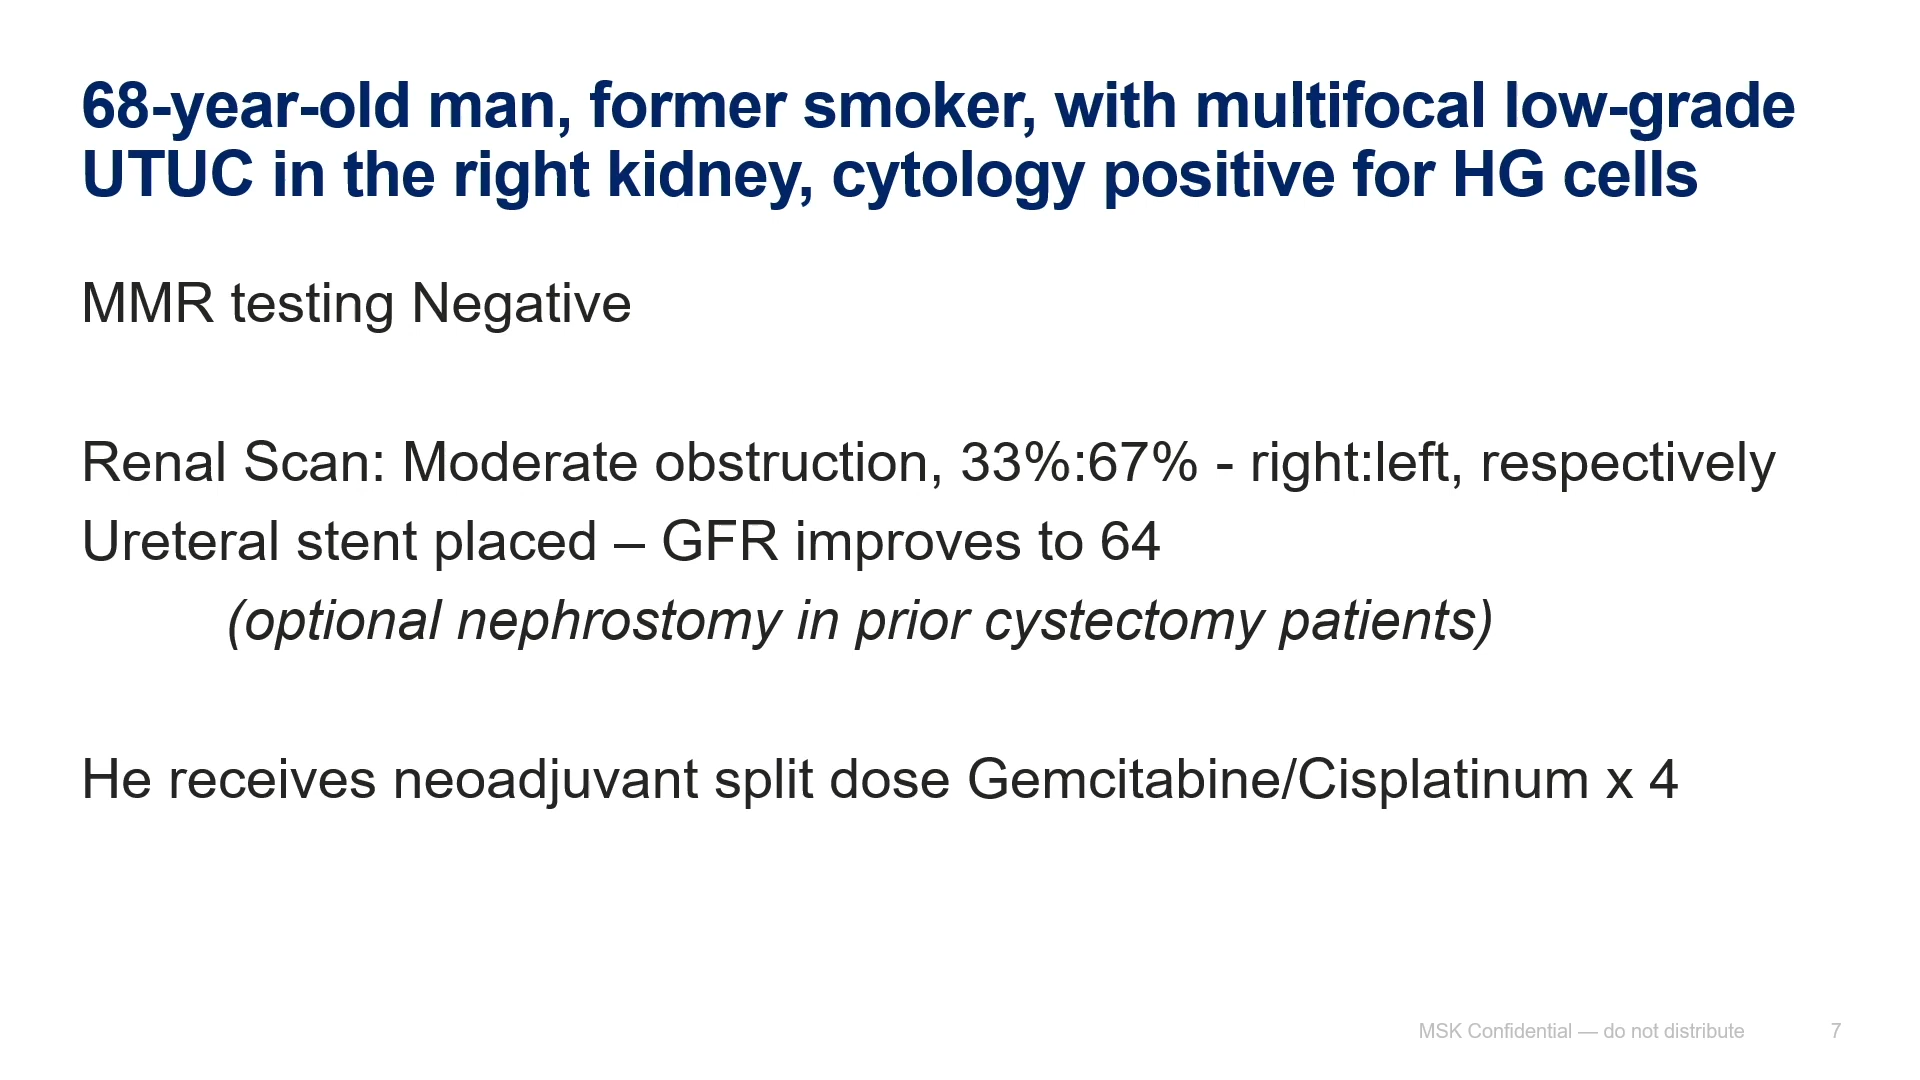 68-year-old man, former smoker, with multifocal low-grade
UTUC in the right kidney, cytology positive for HG cells
MMR testing Negative
Renal Scan: Moderate obstruction, 33%:67% - right:left, respectively
Ureteral stent placed – GFR improves to 64
(optional nephrostomy in prior cystectomy patients)
He receives neoadjuvant split dose Gemcitabine/Cisplatinum x 4
MSK Confidential — do not distribute
7